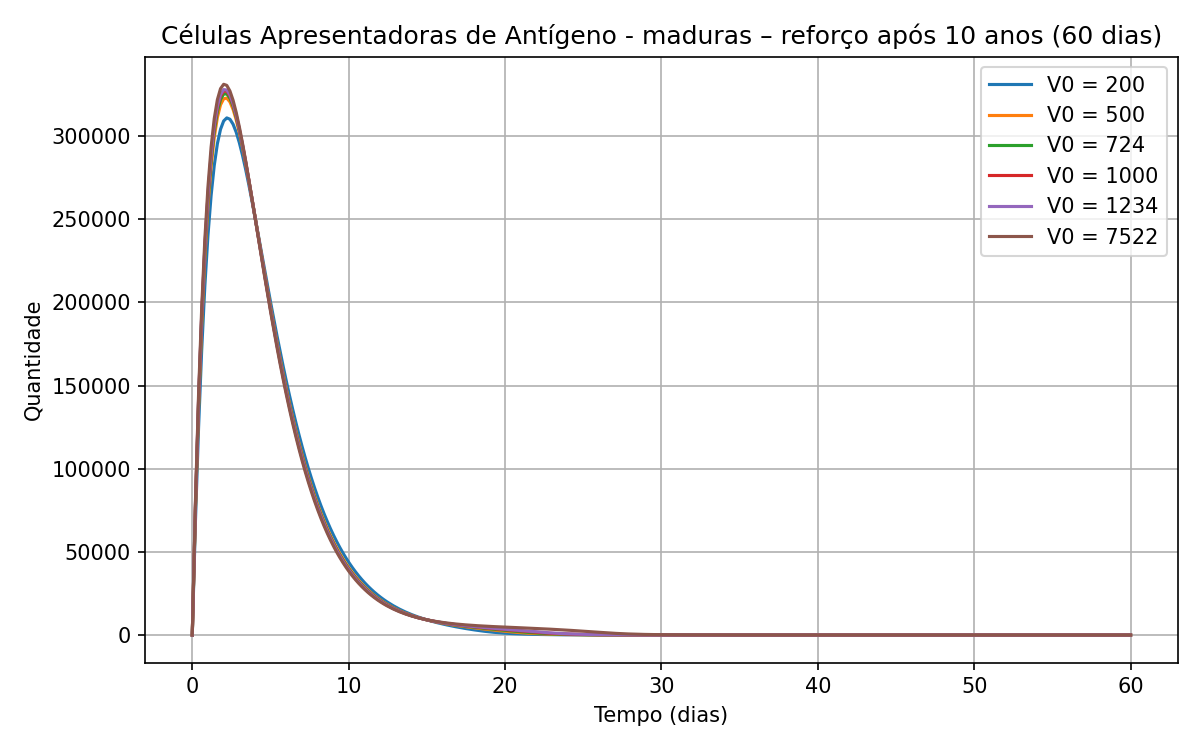 Células Apresentadoras de Antígeno - maduras – reforço após 10 anos (60 dias)
V0 = 200
V0 = 500
V0 = 724
V0 = 1000
V0 = 1234
V0 = 7522
Quantidade
300000
250000
200000
150000
100000
50000
0
0 10 20 30 40 50 60
Tempo (dias)